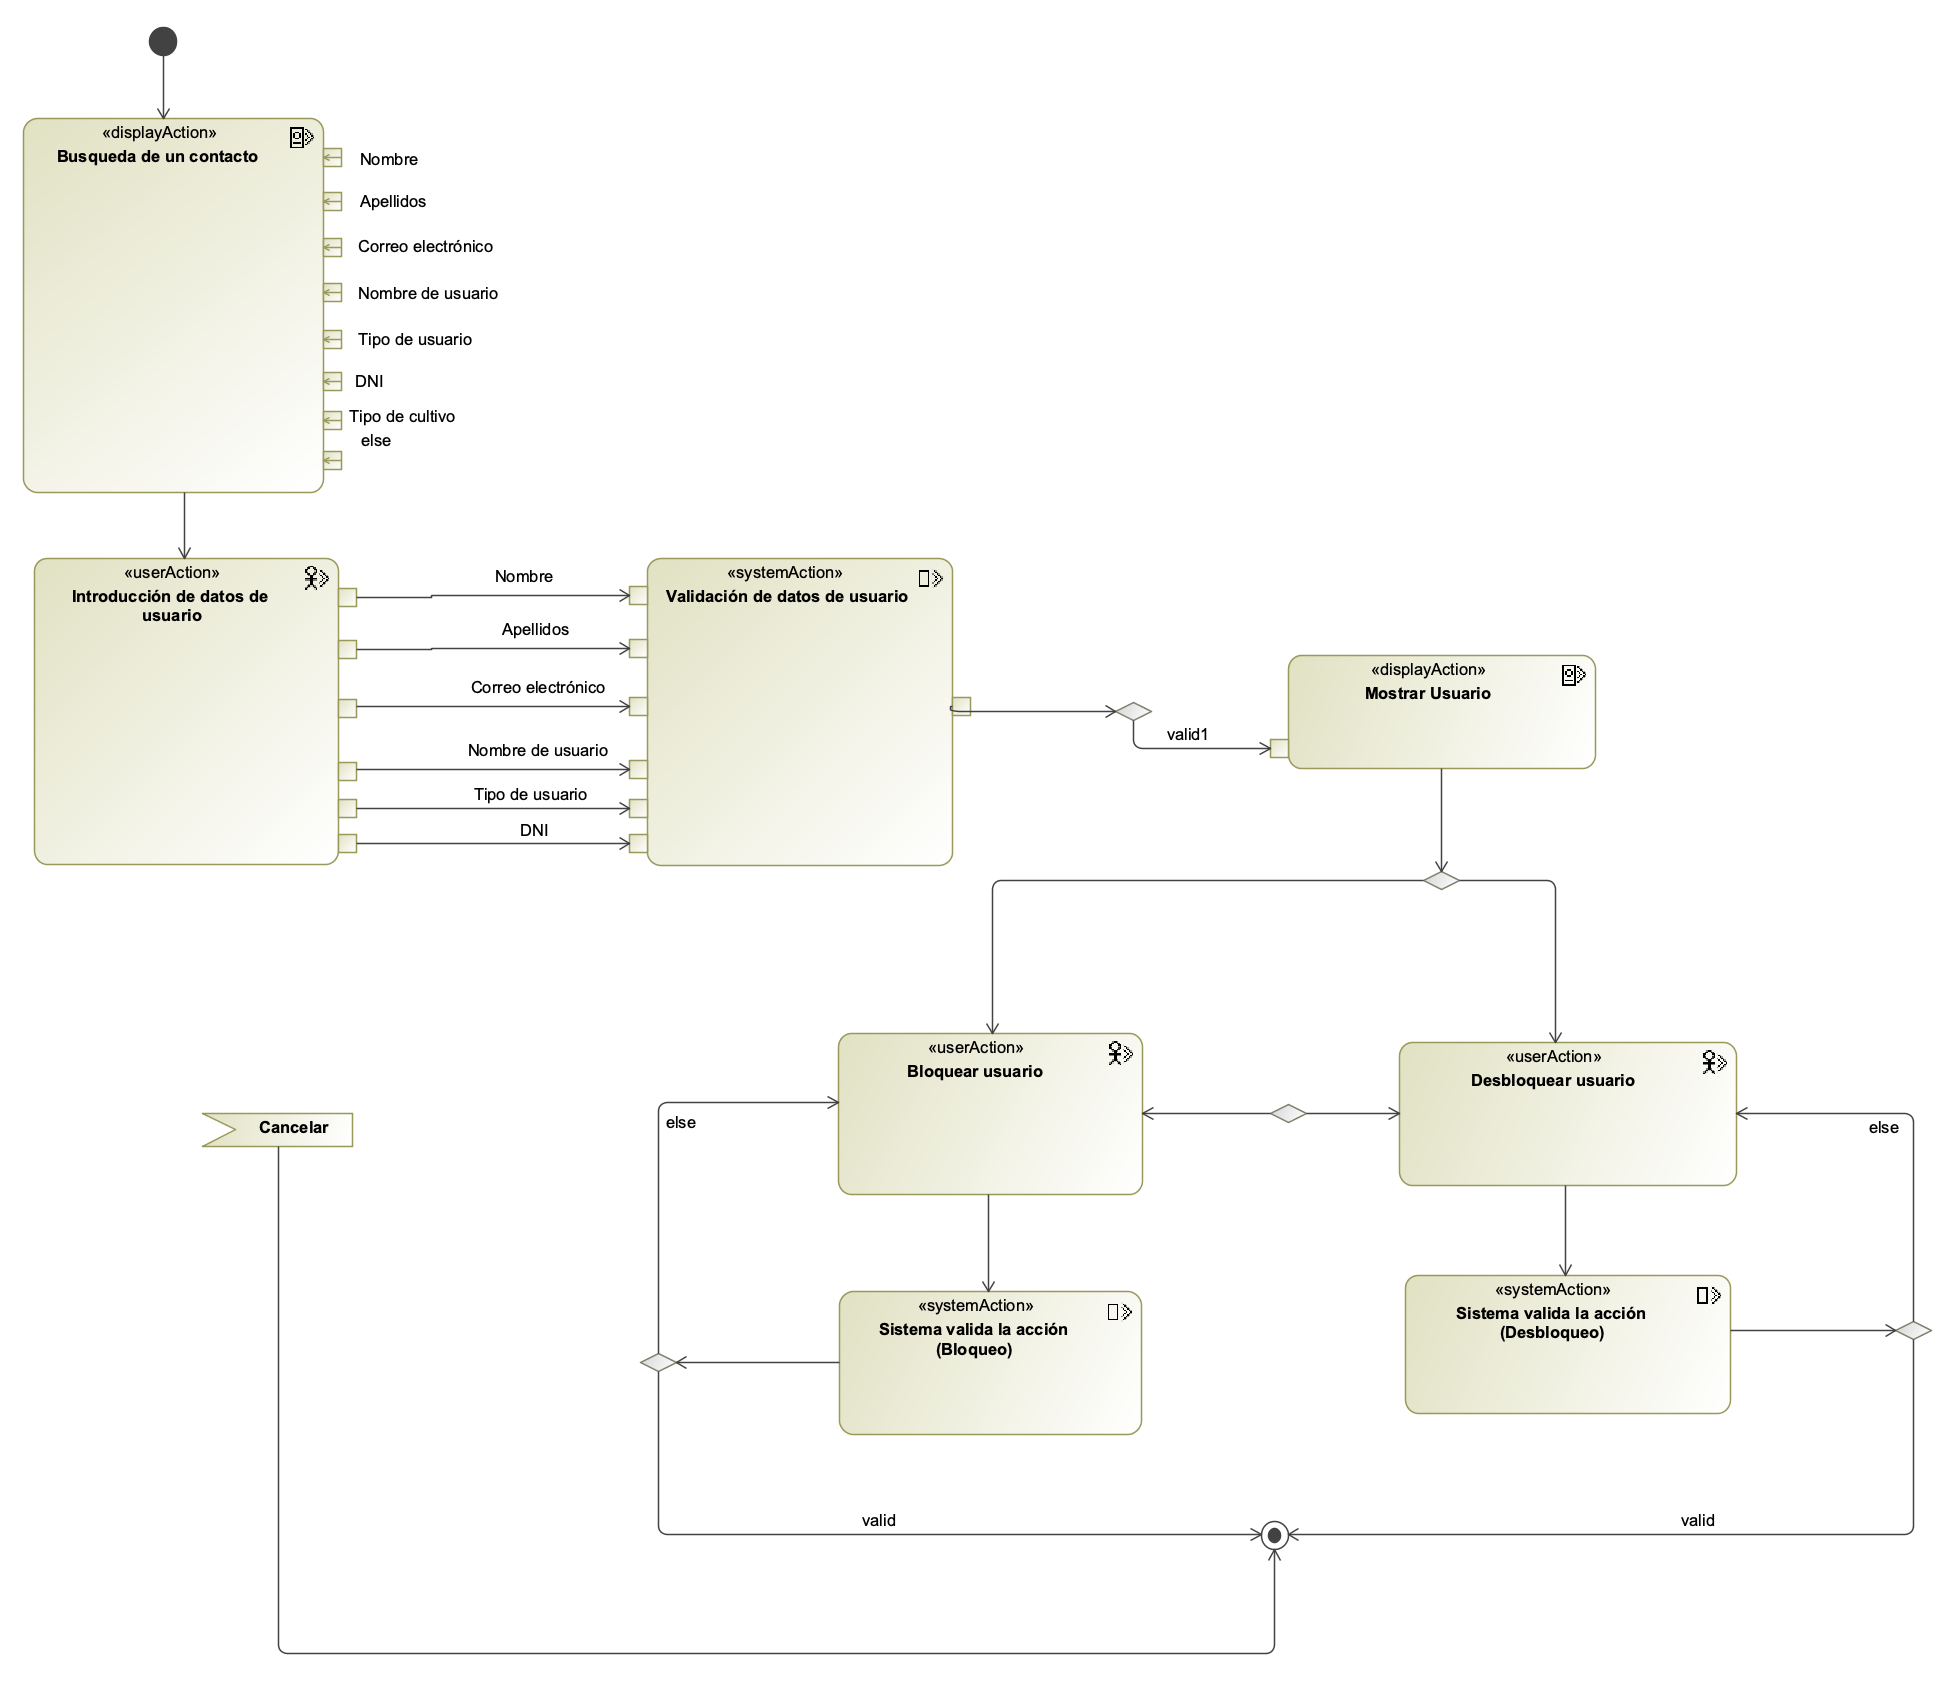 «displayAction»
Busqueda de un contacto
Nombre
Apellidos
Correo electrónico
Nombre de usuario
Tipo de usuario
DNI
Tipo de cultivo
else
«userAction»
Introducción de datos de
usuario
Nombre
Apellidos
Correo electrónico
Nombre de usuario
Tipo de usuario
DNI
«systemAction»
Validación de datos de usuario
valid1
«displayAction»
Mostrar Usuario
«userAction»
Bloquear usuario
«userAction»
Desbloquear usuario
Cancelar
else
else
«systemAction»
Sistema valida la acción
(Bloqueo)
«systemAction»
Sistema valida la acción
(Desbloqueo)
valid
valid